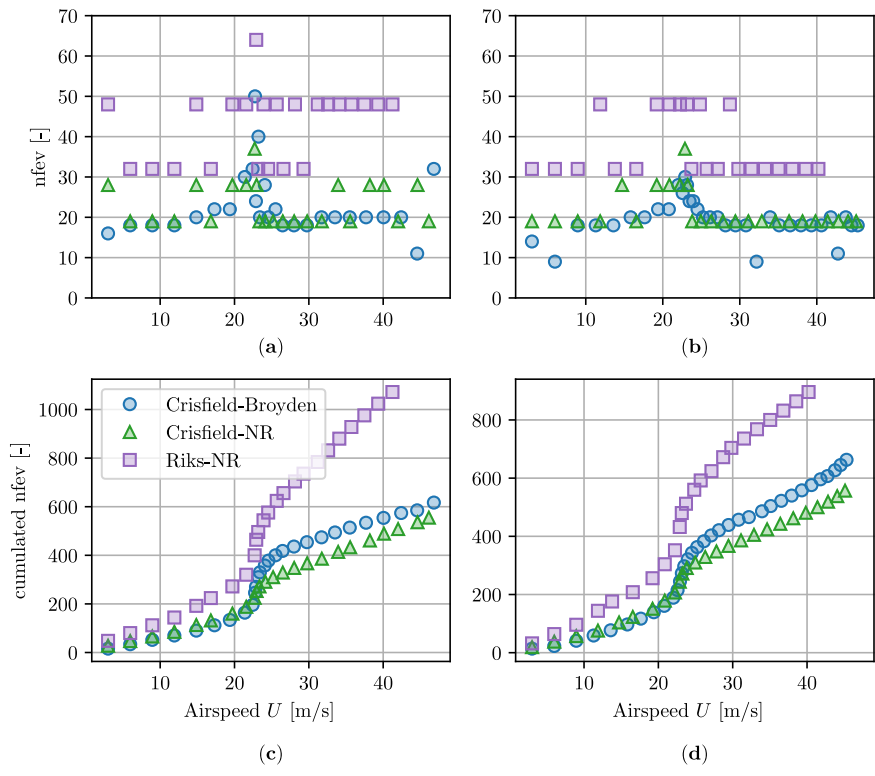 70
60
50
40
30
20
10
0
nfev [-]
10 20 30 40
(a)
70
60
50
40
30
20
10
0
10 20 30 40
(b)
1000
800
600
400
200
0
cumulated nfev [-]
Crisfield-Broyden
Crisfield-NR
Riks-NR
10 20 30 40
Airspeed U [m/s]
(c)
800
600
400
200
0
10 20 30 40
Airspeed U [m/s]
(d)